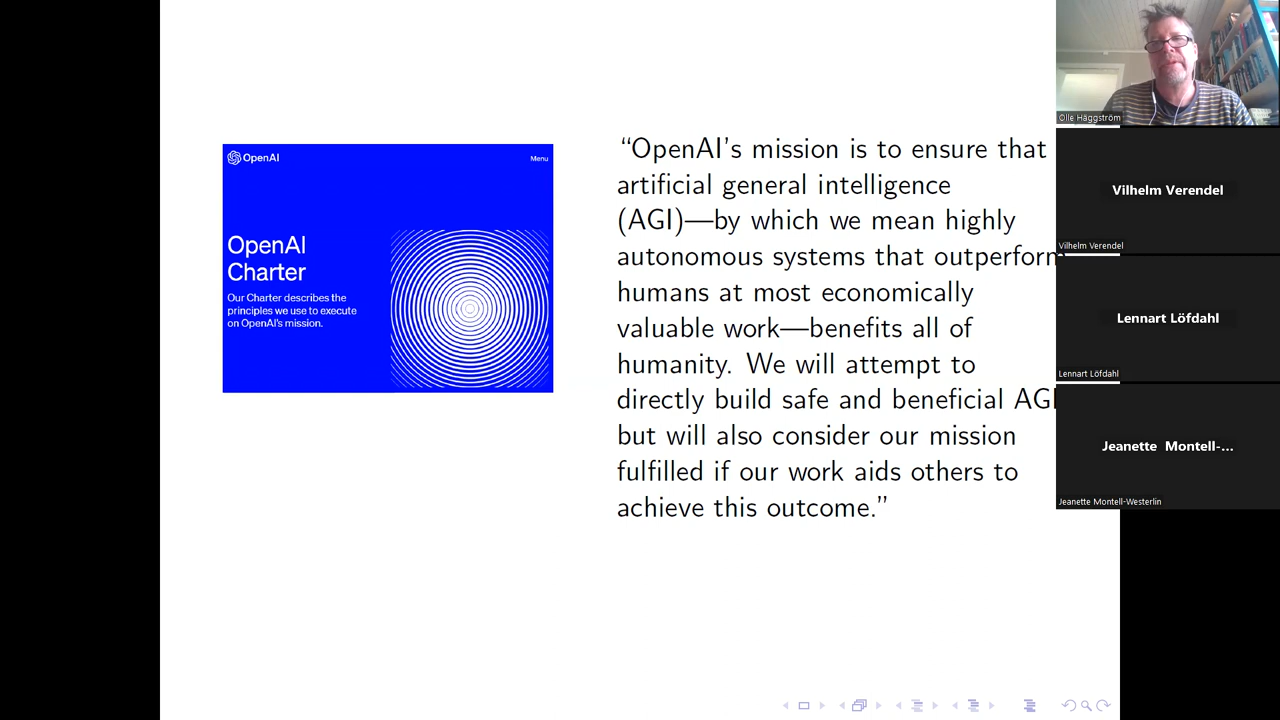 OpenAI
Menu
OpenAI
Charter
Our Charter describes the
principles we use to execute
on OpenAI's mission.
“OpenAI’s mission is to ensure that
artificial general intelligence
(AGI)—by which we mean highly
autonomous systems that outperform
humans at most economically
valuable work—benefits all of
humanity. We will attempt to
directly build safe and beneficial AGI
but will also consider our mission
fulfilled if our work aids others to
achieve this outcome.”
Olle Häggström
Vilhelm Verendel
Vilhelm Verendel
Lennart Löfdahl
Lennart Löfdahl
Jeanette Montell-...
Jeanette Montell-Westerlin